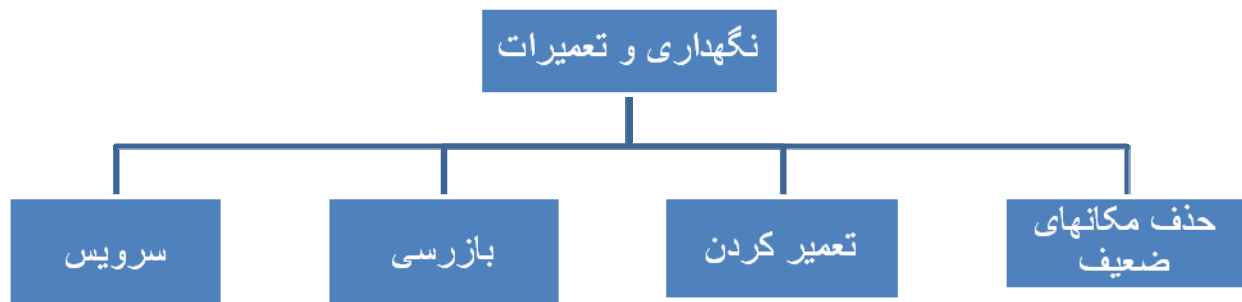 نگهداری و تعمیرات
حذف مکانهای
ضعیف
تعمیر کردن
بازرسی
سرویس